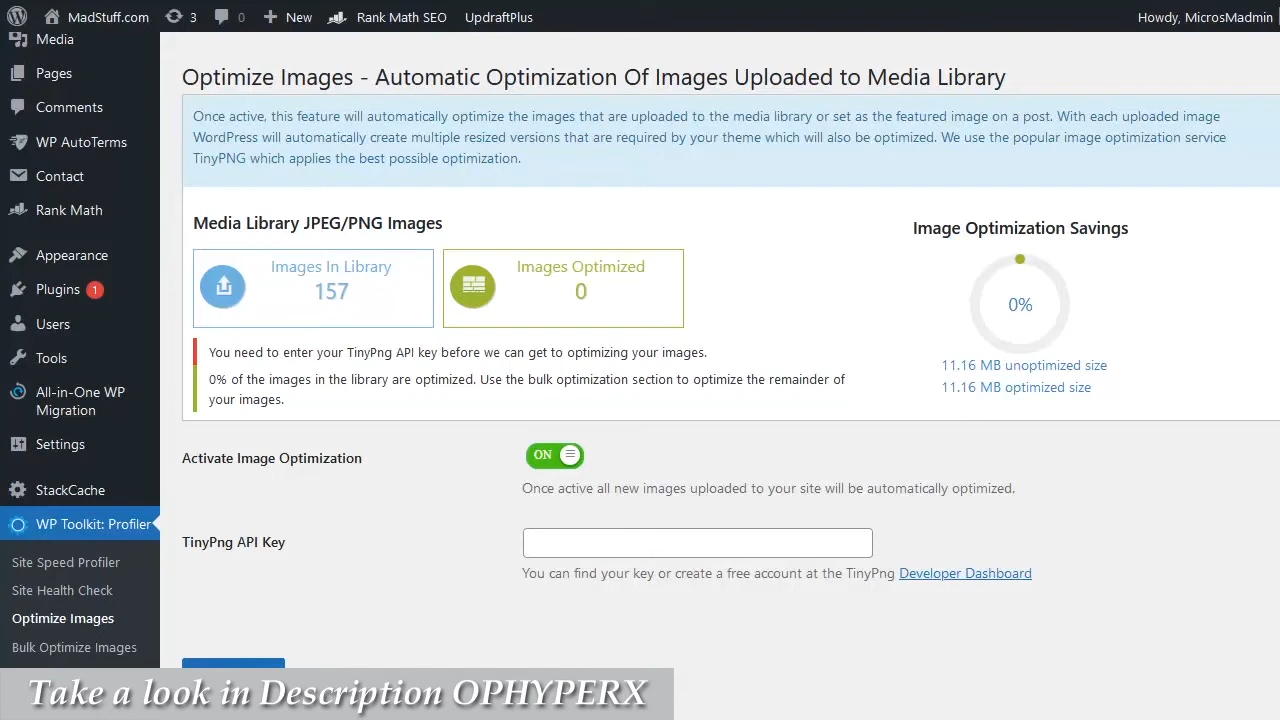 MadStuff.com 3 0 New Rank Math SEO UpdraftPlus Howdy, MicrosMadmin
Media
Pages
Comments
WP AutoTerms
Contact
Rank Math
Appearance
Plugins 1
Users
Tools
All-in-One WP
Migration
Settings
StackCache
WP Toolkit: Profiler
Site Speed Profiler
Site Health Check
Optimize Images
Bulk Optimize Images
Optimize Images - Automatic Optimization Of Images Uploaded to Media Library
Once active, this feature will automatically optimize the images that are uploaded to the media library or set as the featured image on a post. With each uploaded image
WordPress will automatically create multiple resized versions that are required by your theme which will also be optimized. We use the popular image optimization service
TinyPNG which applies the best possible optimization.
Media Library JPEG/PNG Images
Images In Library
157
Images Optimized
0
You need to enter your TinyPng API key before we can get to optimizing your images.
0% of the images in the library are optimized. Use the bulk optimization section to optimize the remainder of
your images.
Image Optimization Savings
0%
11.16 MB unoptimized size
11.16 MB optimized size
Activate Image Optimization
ON
Once active all new images uploaded to your site will be automatically optimized.
TinyPng API Key
You can find your key or create a free account at the TinyPng Developer Dashboard
Take a look in Description OPHYPERX